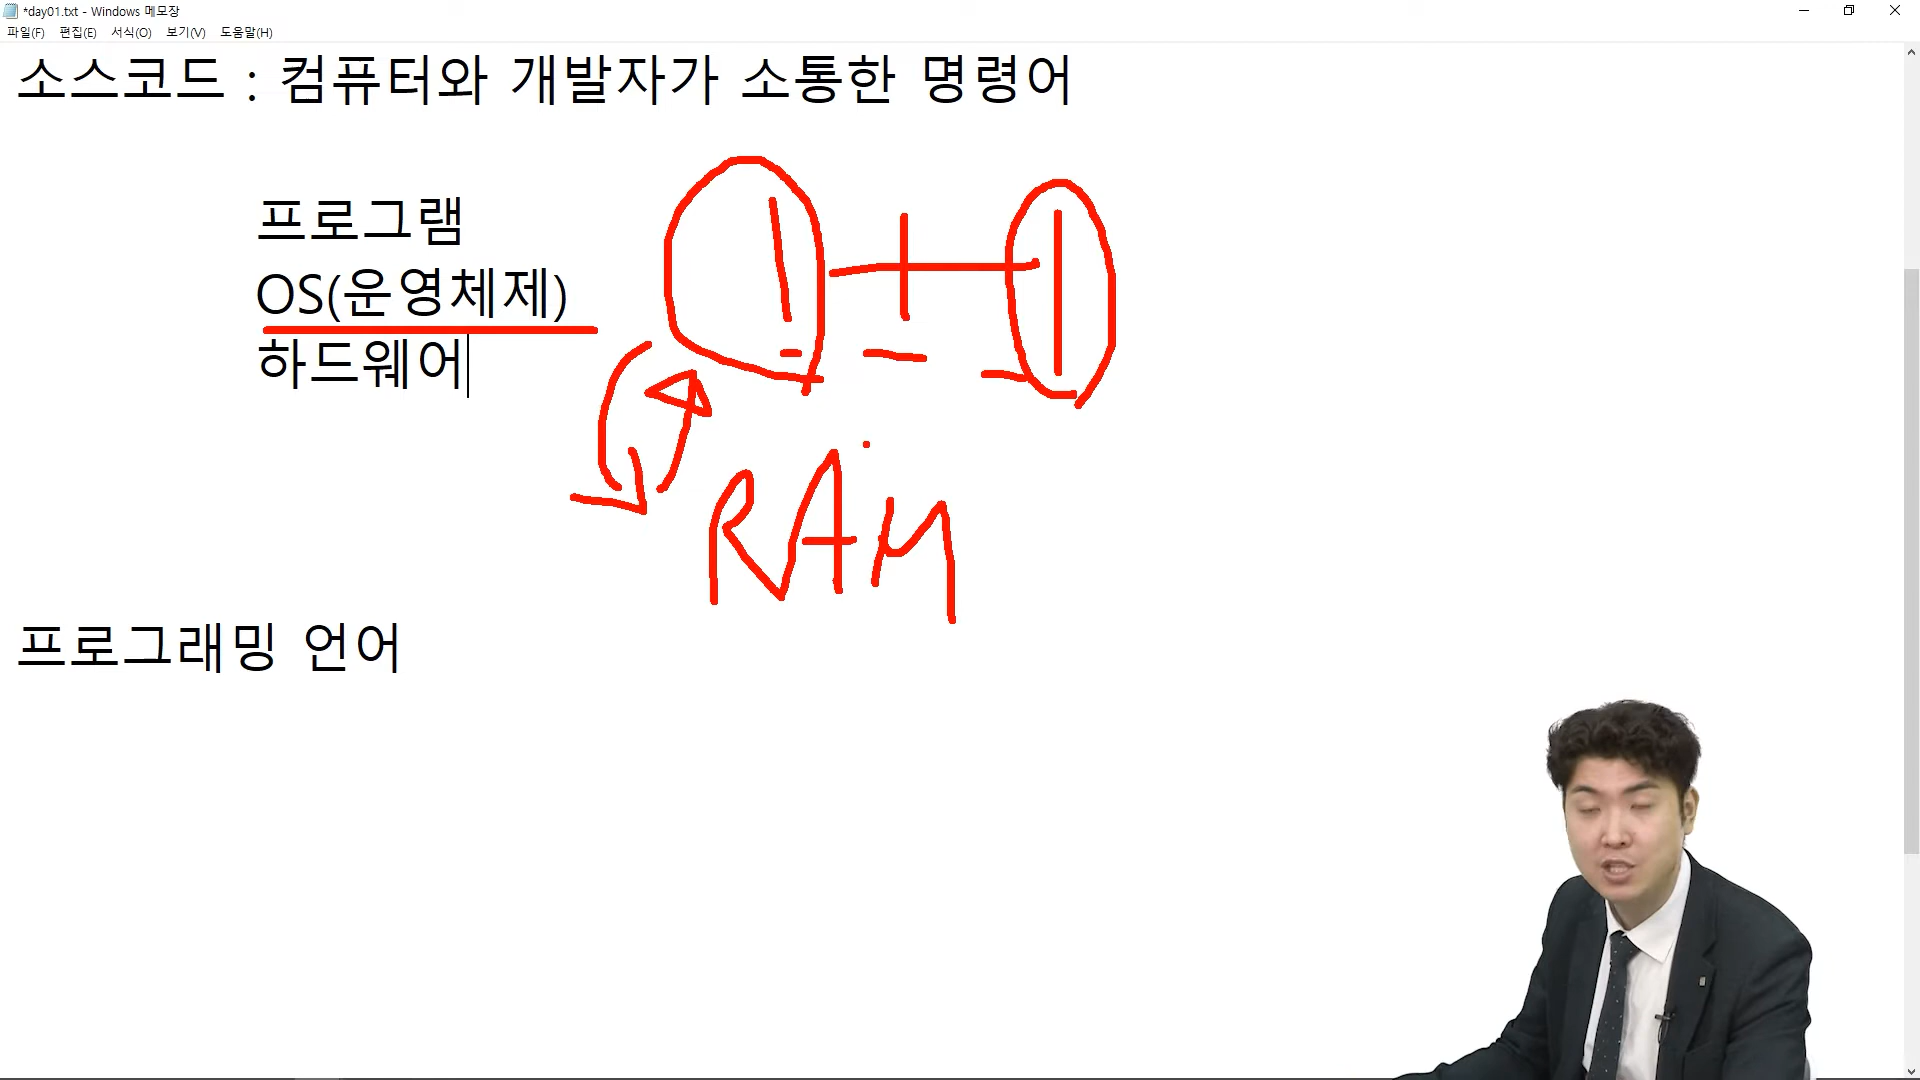 *day01.txt - Windows 메모장
파일(F) 편집(E) 서식(O) 보기(V) 도움말(H)
소스코드 : 컴퓨터와 개발자가 소통한 명령어
프로그램
OS(운영체제)
하드웨어
1 + 1
RAM
프로그래밍 언어